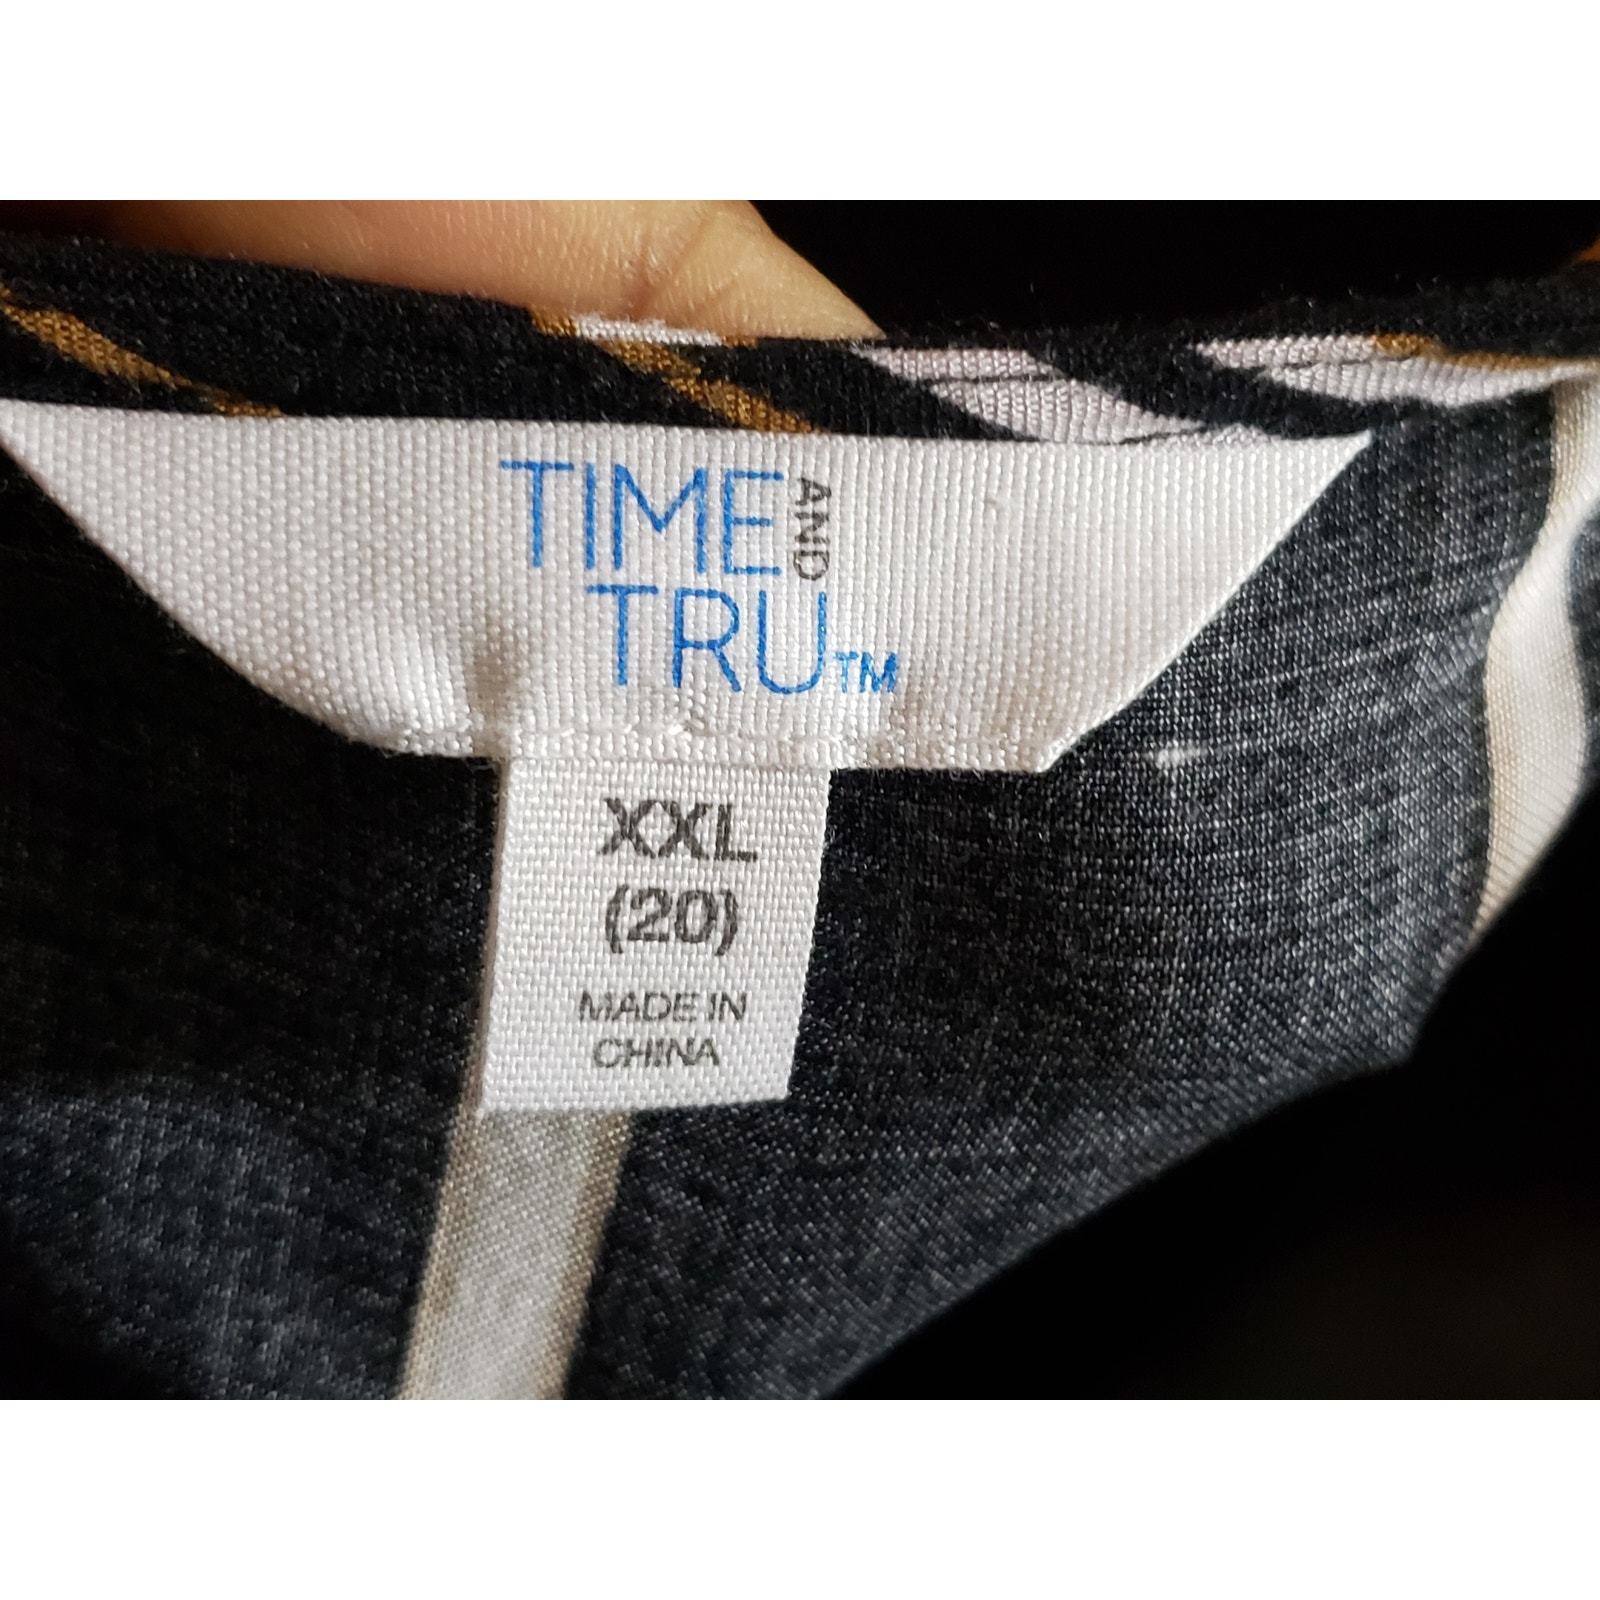 TIME AND
TRU™
XXL
(20)
MADE IN
CHINA